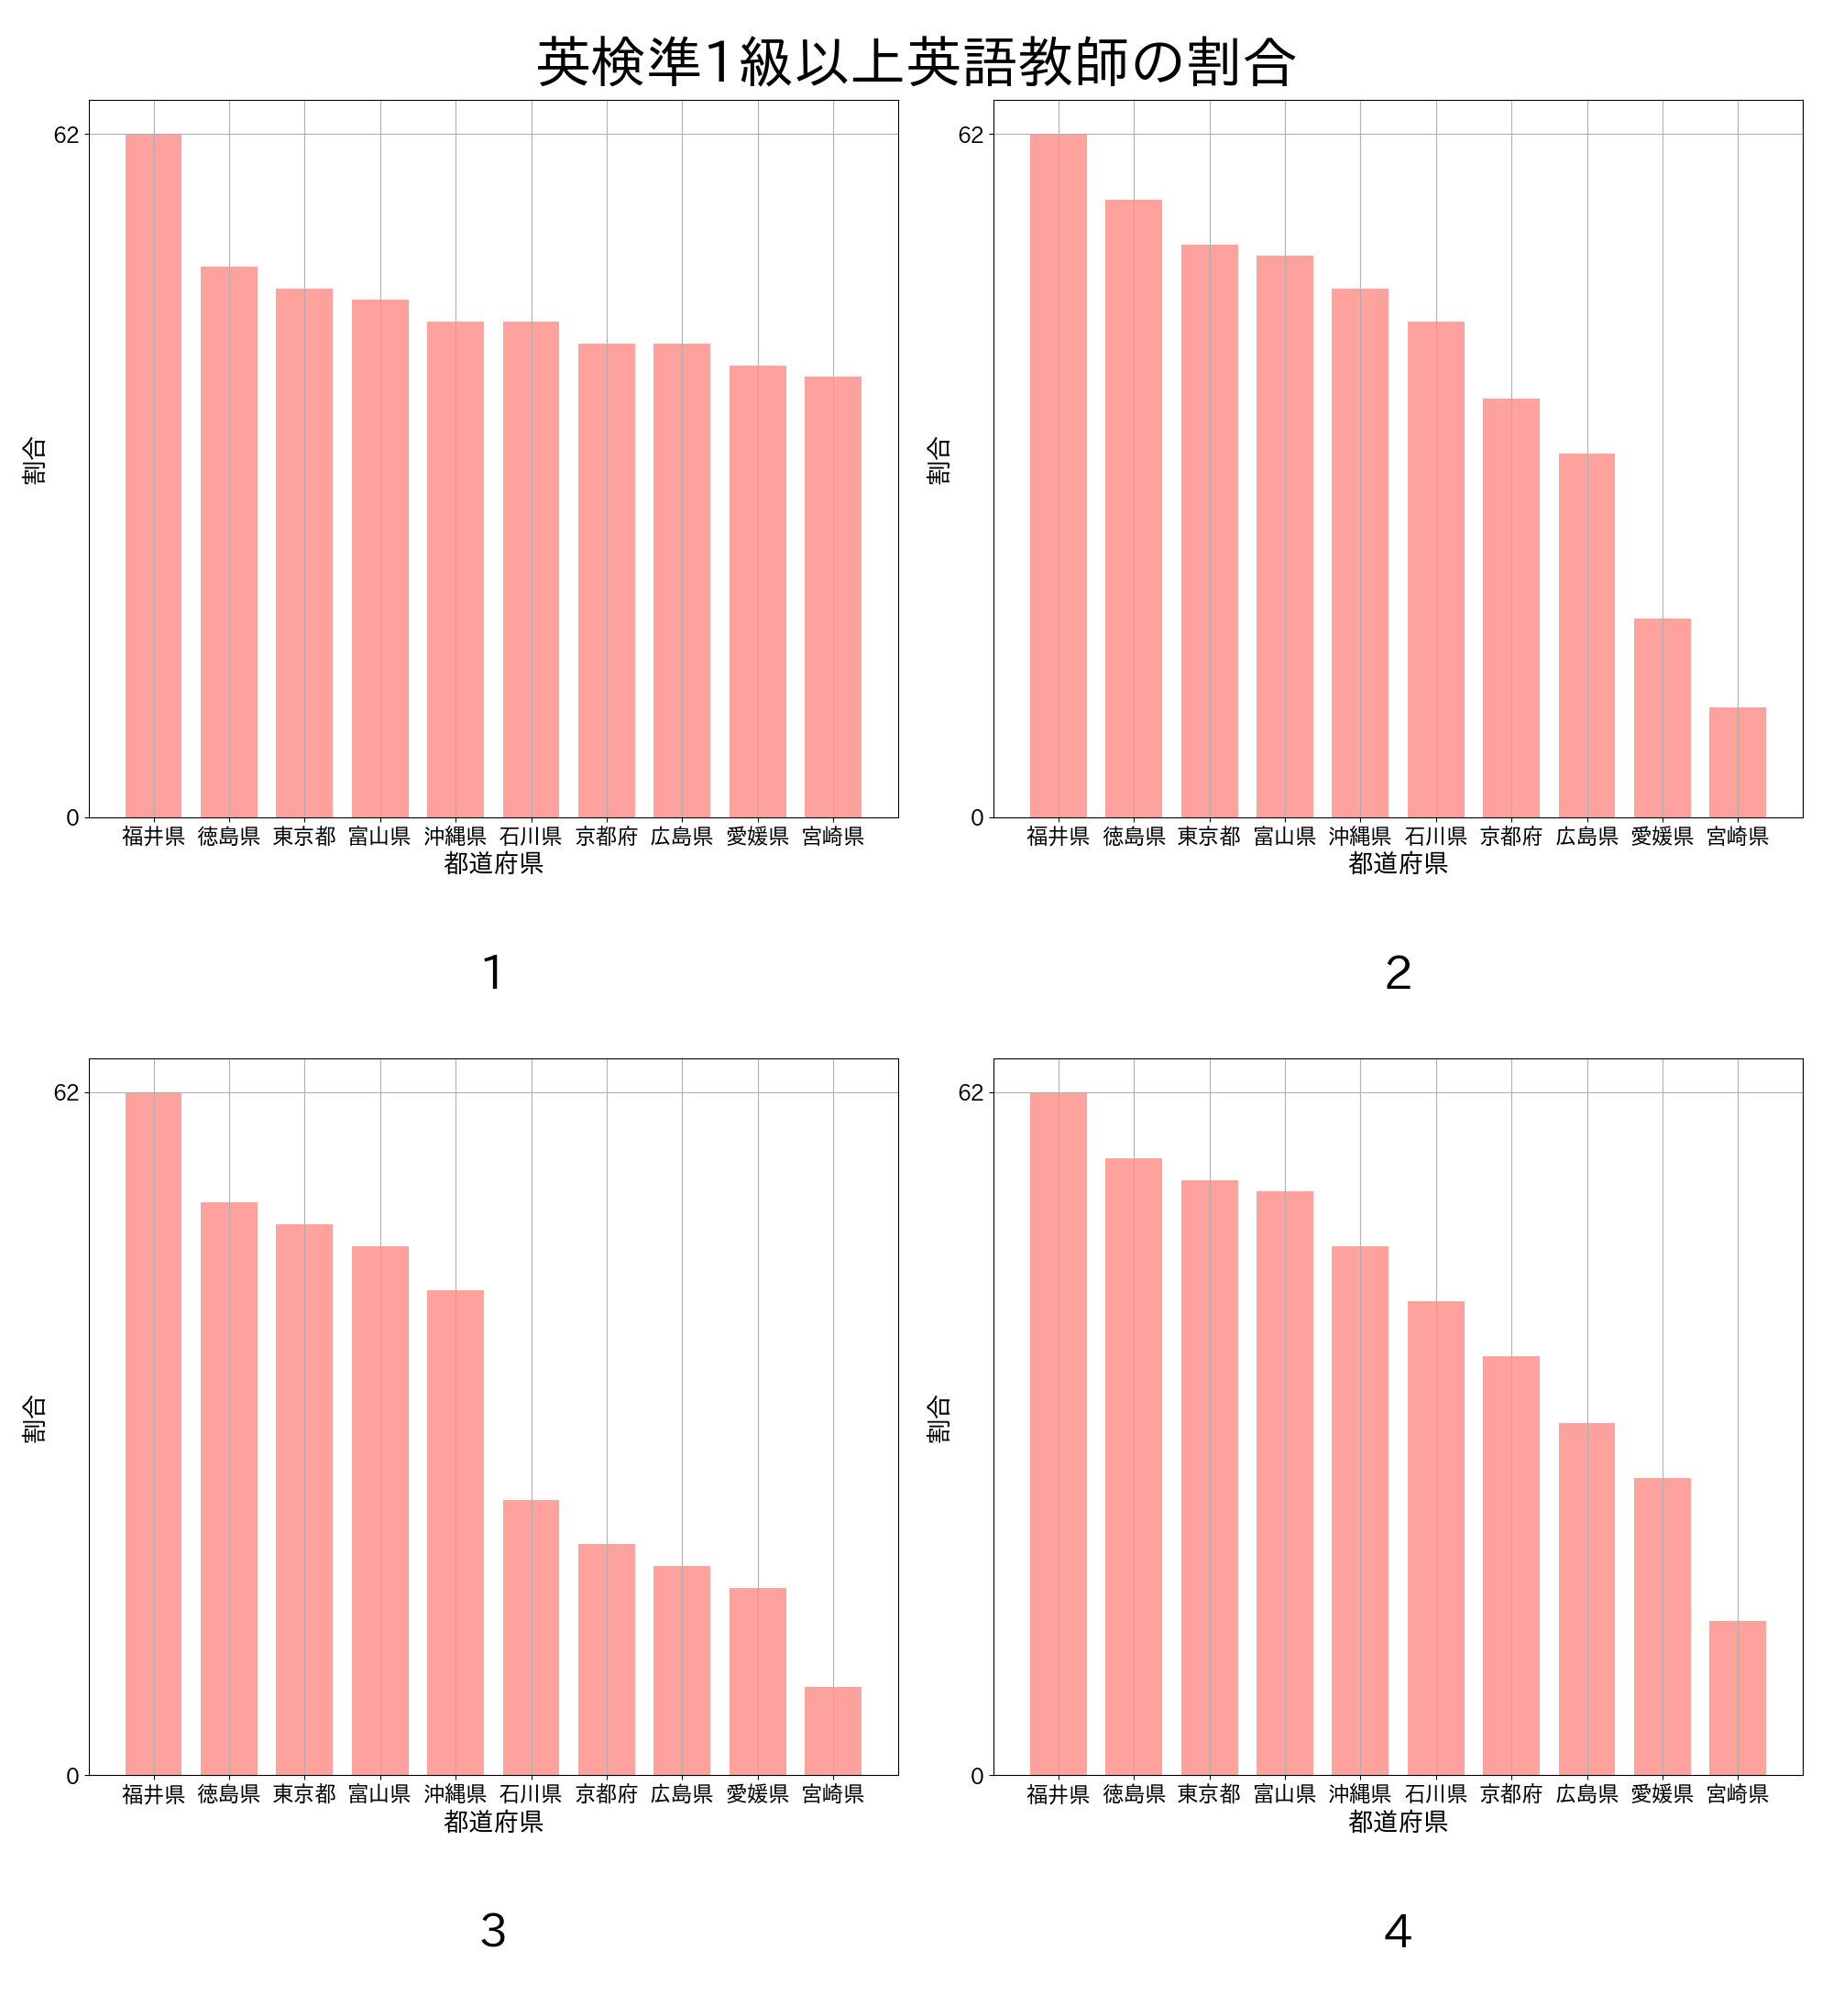 英検準1級以上英語教師の割合
62
0
割合
福井県 徳島県 東京都 富山県 沖縄県 石川県 京都府 広島県 愛媛県 宮崎県
都道府県
1
62
0
割合
福井県 徳島県 東京都 富山県 沖縄県 石川県 京都府 広島県 愛媛県 宮崎県
都道府県
2
62
0
割合
福井県 徳島県 東京都 富山県 沖縄県 石川県 京都府 広島県 愛媛県 宮崎県
都道府県
3
62
0
割合
福井県 徳島県 東京都 富山県 沖縄県 石川県 京都府 広島県 愛媛県 宮崎県
都道府県
4